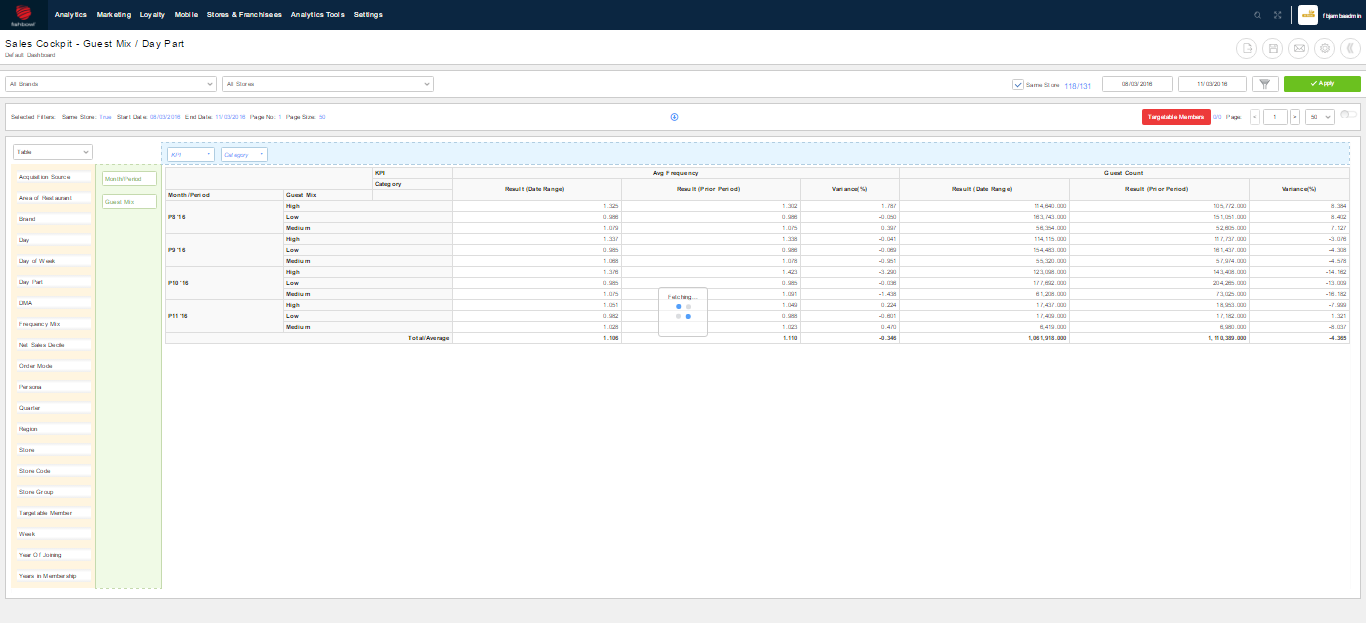 fishbowl
Analytics Marketing Loyalty Mobile Stores & Franchisees Analytics Tools Settings
fbjambaadmin
Sales Cockpit - Guest Mix / Day Part
Default Dashboard
All Brands All Stores Same Store 118/131 08/03/2016 11/03/2016 Apply
Selected Filters: Same Store: true Start Date: 08/03/2016 End Date: 11/03/2016 Page No.: 1 Page Size: 50 Targetable Members 0/0 Page: < 1 > 50
Table KPI Category
KPI Avg Frequency Guest Count
Category
Result (Date Range) Result (Prior Period) Variance(%) Result (Date Range) Result (Prior Period) Variance(%)
Month/Period Guest Mix
P8 '16 High 1.325 1.302 1.787 114,640.000 105,772.000 8.384
Low 0.986 0.986 -0.050 163,743.000 151,051.000 8.402
Medium 1.079 1.075 0.397 56,354.000 52,605.000 7.127
P9 '16 High 1.337 1.338 -0.041 114,115.000 117,737.000 -3.076
Low 0.985 0.986 -0.069 154,483.000 161,437.000 -4.308
Medium 1.068 1.078 -0.951 55,320.000 57,974.000 -4.578
P10 '16 High 1.376 1.423 -3.290 123,098.000 143,408.000 -14.162
Low 0.985 0.985 -0.036 177,692.000 204,265.000 -13.009
Medium 1.075 1.091 -1.438 61,208.000 73,025.000 -16.182
P11 '16 High 1.051 1.049 0.224 17,437.000 18,953.000 -7.999
Low 0.982 0.988 -0.601 17,409.000 17,182.000 1.321
Medium 1.028 1.023 0.470 6,419.000 6,980.000 -8.037
Total/Average 1.106 1.110 -0.346 1,061,918.000 1,110,389.000 -4.365
Fetching...
Acquisition Source
Area of Restaurant
Brand
Day
Day of Week
Day Part
DMA
Frequency Mix
Net Sales Decile
Order Mode
Persona
Quarter
Region
Store
Store Code
Store Group
Targetable Member
Week
Year Of Joining
Years in Membership
Month/Period
Guest Mix